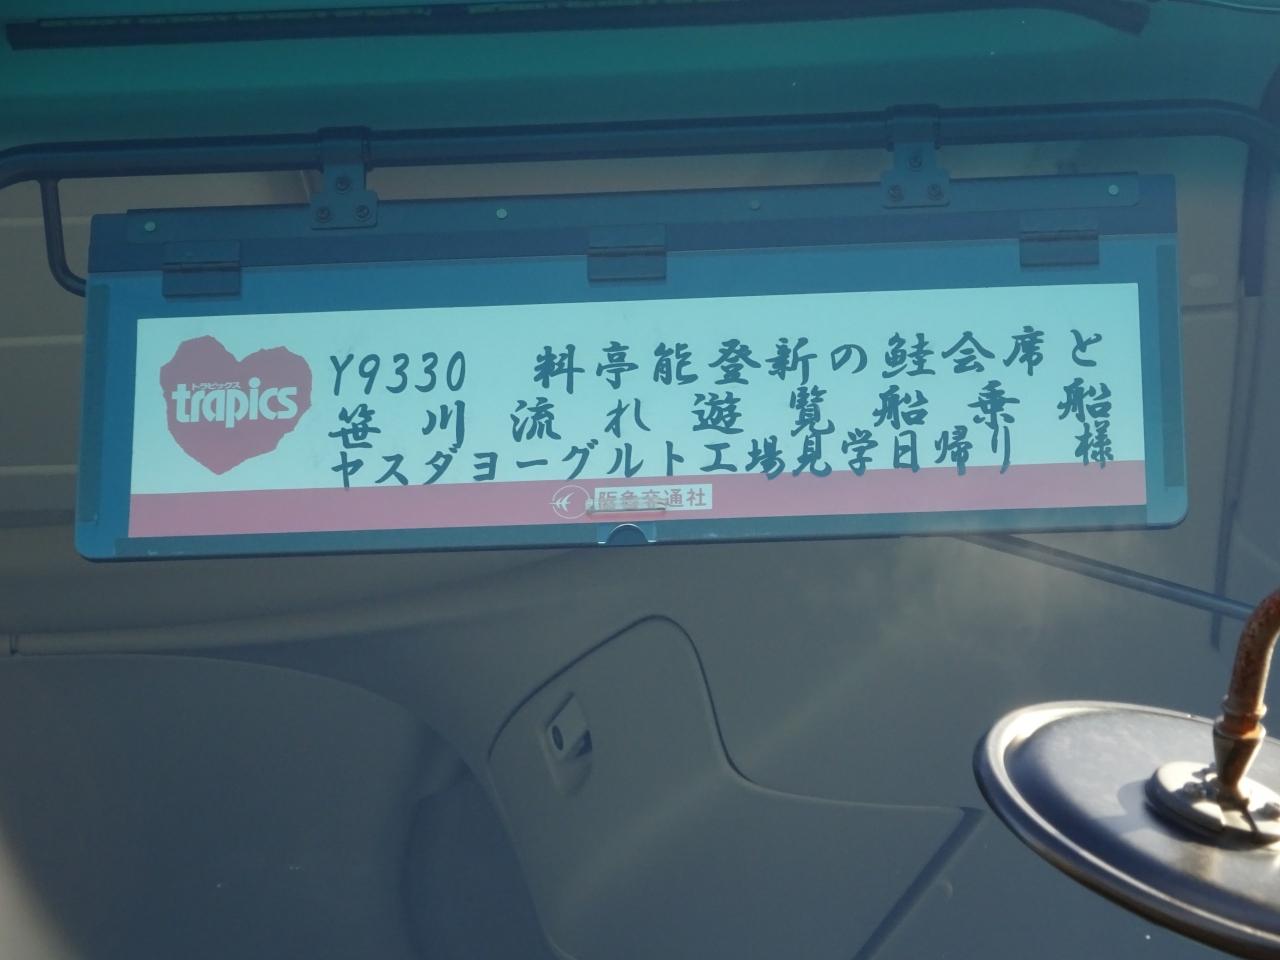 トラピックス
trapics
Y9330 料亭能登新の鮭会席と
笹川流れ遊覧船乗船
ヤスダヨーグルト工場見学日帰り 様
阪急交通社